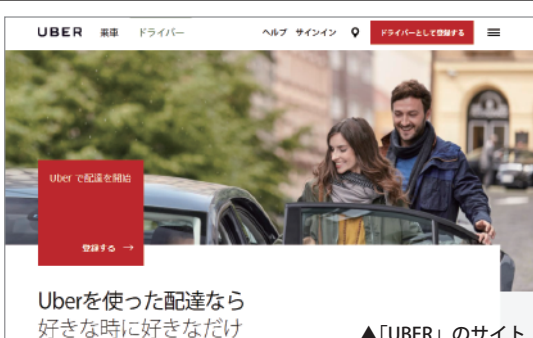 UBER 乗車 ドライバー ヘルプ サインイン ドライバーとして登録する
Uber で配達を開始
登録する →
Uberを使った配達なら
好きな時に好きなだけ
▲「UBER」のサイト